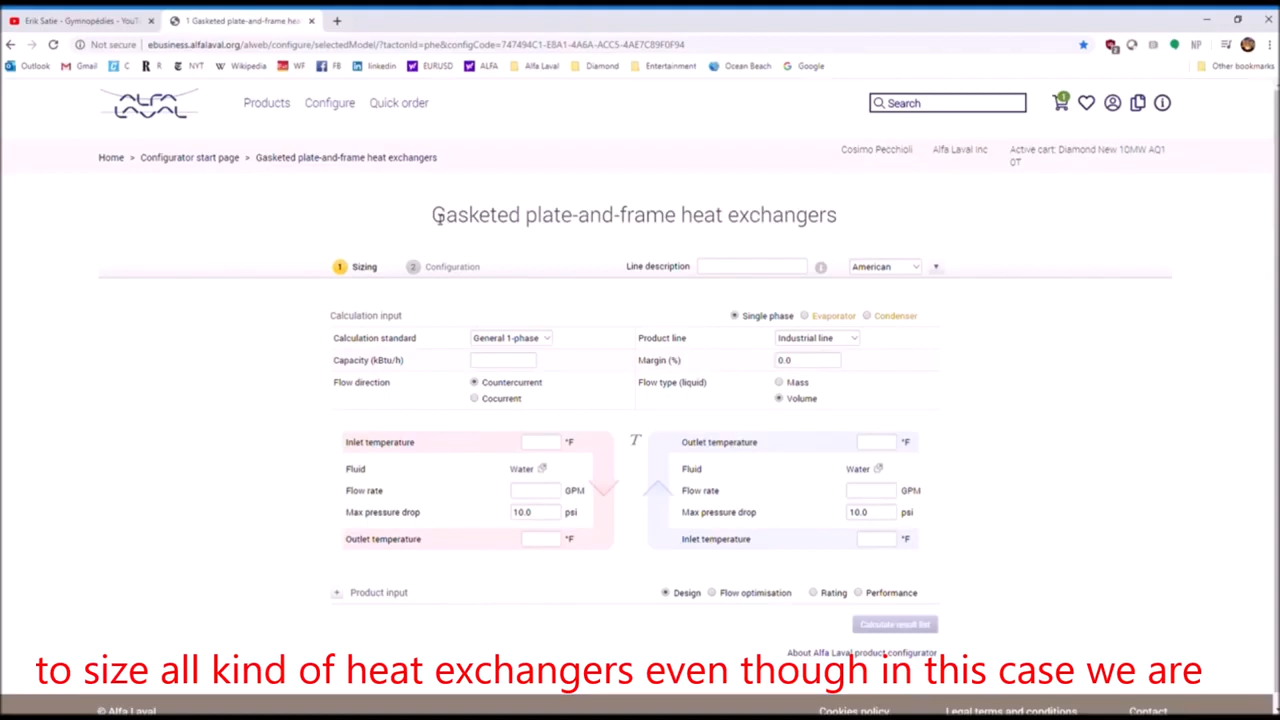 Erik Satie - Gymnopédies - YouT
1 Gasketed plate-and-frame hea
Not secure
ebusiness.alfalaval.org/alweb/configure/selectedModel/?tactonId=phe&configCode=747494C1-EBA1-4A6A-ACC5-4AE7C89F0F94
NP
Outlook Gmail C R NYT Wikipedia WF FB linkedin EURUSD ALFA Alfa Laval Diamond Entertainment Ocean Beach Google Other bookmarks
ALFA LAVAL
Products Configure Quick order Search 1
Home > Configurator start page > Gasketed plate-and-frame heat exchangers
Cosimo Pecchioli Alfa Laval Inc Active cart: Diamond New 10MW AQ1
0T
Gasketed plate-and-frame heat exchangers
1 Sizing 2 Configuration Line description American
Calculation input Single phase Evaporator Condenser
Calculation standard General 1-phase Product line Industrial line
Capacity (kBtu/h) Margin (%) 0.0
Flow direction Countercurrent Flow type (liquid) Mass
Cocurrent Volume
Inlet temperature °F T Outlet temperature °F
Fluid Water Fluid Water
Flow rate GPM Flow rate GPM
Max pressure drop 10.0 psi Max pressure drop 10.0 psi
Outlet temperature °F Inlet temperature °F
+ Product input Design Flow optimisation Rating Performance
Calculate result list
About Alfa Laval product configurator
to size all kind of heat exchangers even though in this case we are
© Alfa Laval Cookies policy Legal terms and conditions Contact